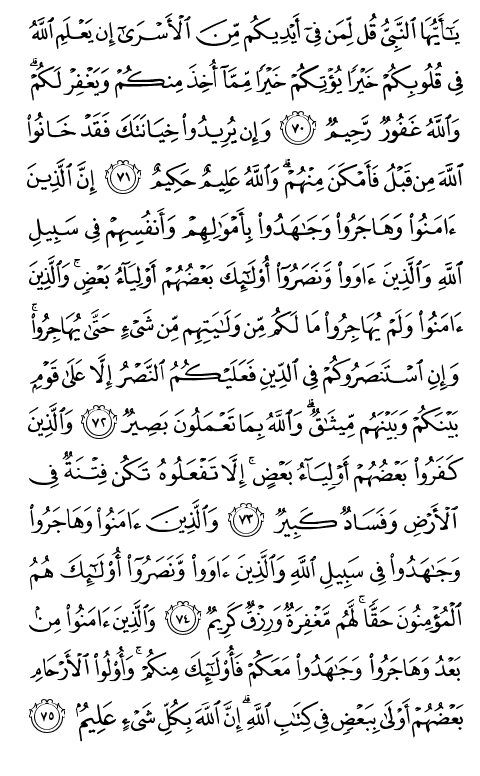 يَـٰٓأَيُّهَا ٱلنَّبِىُّ قُل لِّمَن فِىٓ أَيْدِيكُم مِّنَ ٱلْأَسْرَىٰٓ إِن يَعْلَمِ ٱللَّهُ
فِى قُلُوبِكُمْ خَيْرًا يُؤْتِكُمْ خَيْرًا مِّمَّآ أُخِذَ مِنكُمْ وَيَغْفِرْ لَكُمْ ۗ
وَٱللَّهُ غَفُورٌ رَّحِيمٌ ﴿٧٠﴾ وَإِن يُرِيدُوا۟ خِيَانَتَكَ فَقَدْ خَانُوا۟
ٱللَّهَ مِن قَبْلُ فَأَمْكَنَ مِنْهُمْ ۗ وَٱللَّهُ عَلِيمٌ حَكِيمٌ ﴿٧١﴾ إِنَّ ٱلَّذِينَ
ءَامَنُوا۟ وَهَاجَرُوا۟ وَجَـٰهَدُوا۟ بِأَمْوَٰلِهِمْ وَأَنفُسِهِمْ فِى سَبِيلِ
ٱللَّهِ وَٱلَّذِينَ ءَاوَوا۟ وَّنَصَرُوٓا۟ أُو۟لَـٰٓئِكَ بَعْضُهُمْ أَوْلِيَآءُ بَعْضٍ ۚ وَٱلَّذِينَ
ءَامَنُوا۟ وَلَمْ يُهَاجِرُوا۟ مَا لَكُم مِّن وَلَـٰيَتِهِم مِّن شَىْءٍ حَتَّىٰ يُهَاجِرُوا۟ ۚ
وَإِنِ ٱسْتَنصَرُوكُمْ فِى ٱلدِّينِ فَعَلَيْكُمُ ٱلنَّصْرُ إِلَّا عَلَىٰ قَوْمٍۭ
بَيْنَكُمْ وَبَيْنَهُم مِّيثَـٰقٌ ۗ وَٱللَّهُ بِمَا تَعْمَلُونَ بَصِيرٌ ﴿٧٢﴾ وَٱلَّذِينَ
كَفَرُوا۟ بَعْضُهُمْ أَوْلِيَآءُ بَعْضٍ ۚ إِلَّا تَفْعَلُوهُ تَكُن فِتْنَةٌ فِى
ٱلْأَرْضِ وَفَسَادٌ كَبِيرٌ ﴿٧٣﴾ وَٱلَّذِينَ ءَامَنُوا۟ وَهَاجَرُوا۟
وَجَـٰهَدُوا۟ فِى سَبِيلِ ٱللَّهِ وَٱلَّذِينَ ءَاوَوا۟ وَّنَصَرُوٓا۟ أُو۟لَـٰٓئِكَ هُمُ
ٱلْمُؤْمِنُونَ حَقًّا ۚ لَّهُم مَّغْفِرَةٌ وَرِزْقٌ كَرِيمٌ ﴿٧٤﴾ وَٱلَّذِينَ ءَامَنُوا۟ مِنۢ
بَعْدُ وَهَاجَرُوا۟ وَجَـٰهَدُوا۟ مَعَكُمْ فَأُو۟لَـٰٓئِكَ مِنكُمْ ۚ وَأُو۟لُوا۟ ٱلْأَرْحَامِ
بَعْضُهُمْ أَوْلَىٰ بِبَعْضٍ فِى كِتَـٰبِ ٱللَّهِ ۗ إِنَّ ٱللَّهَ بِكُلِّ شَىْءٍ عَلِيمٌۢ ﴿٧٥﴾